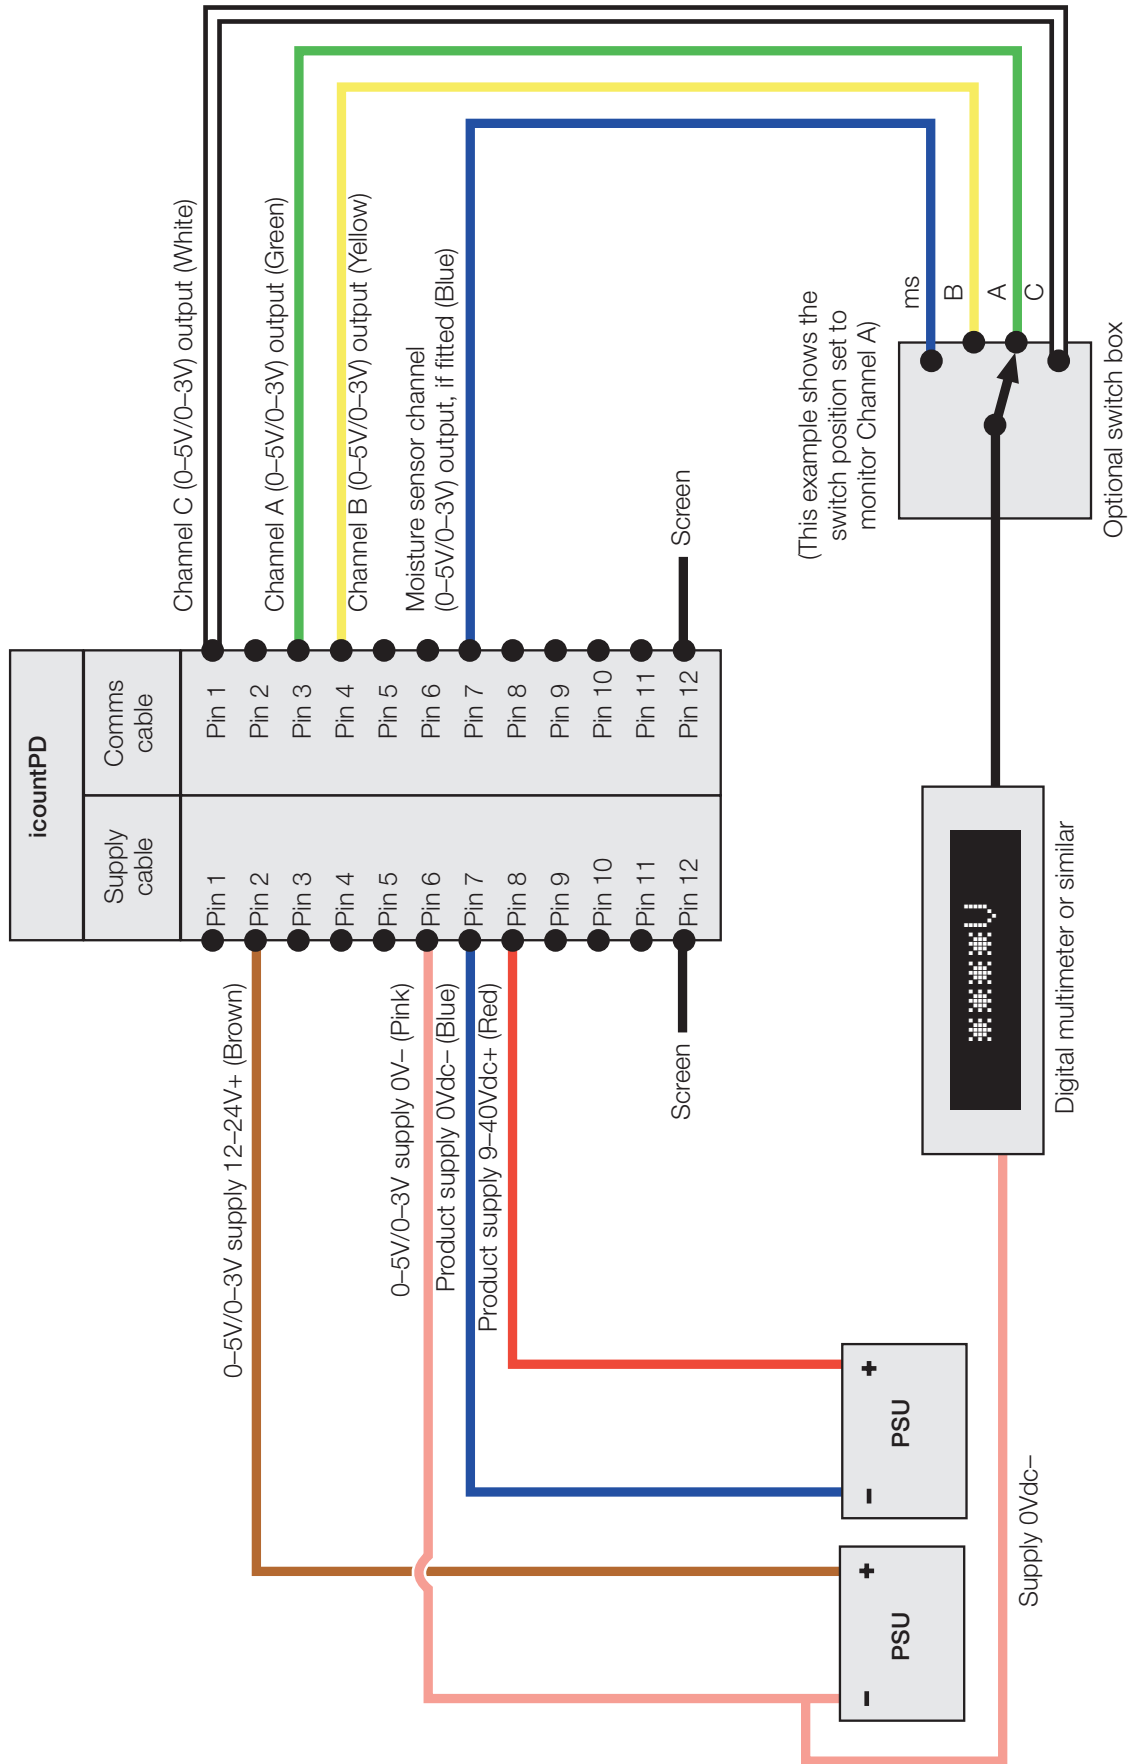 icountPD
Supply
cable
Comms
cable
Pin 1
Pin 2
Pin 3
Pin 4
Pin 5
Pin 6
Pin 7
Pin 8
Pin 9
Pin 10
Pin 11
Pin 12
Pin 1
Pin 2
Pin 3
Pin 4
Pin 5
Pin 6
Pin 7
Pin 8
Pin 9
Pin 10
Pin 11
Pin 12
0–5V/0–3V supply 12–24V+ (Brown)
0–5V/0–3V supply 0V– (Pink)
Product supply 0Vdc– (Blue)
Product supply 9–40Vdc+ (Red)
Screen
Channel C (0–5V/0–3V) output (White)
Channel A (0–5V/0–3V) output (Green)
Channel B (0–5V/0–3V) output (Yellow)
Moisture sensor channel
(0–5V/0–3V) output, if fitted (Blue)
Screen
(This example shows the
switch position set to
monitor Channel A)
ms
B
A
C
Optional switch box
****V
Digital multimeter or similar
– PSU +
– PSU +
Supply 0Vdc–